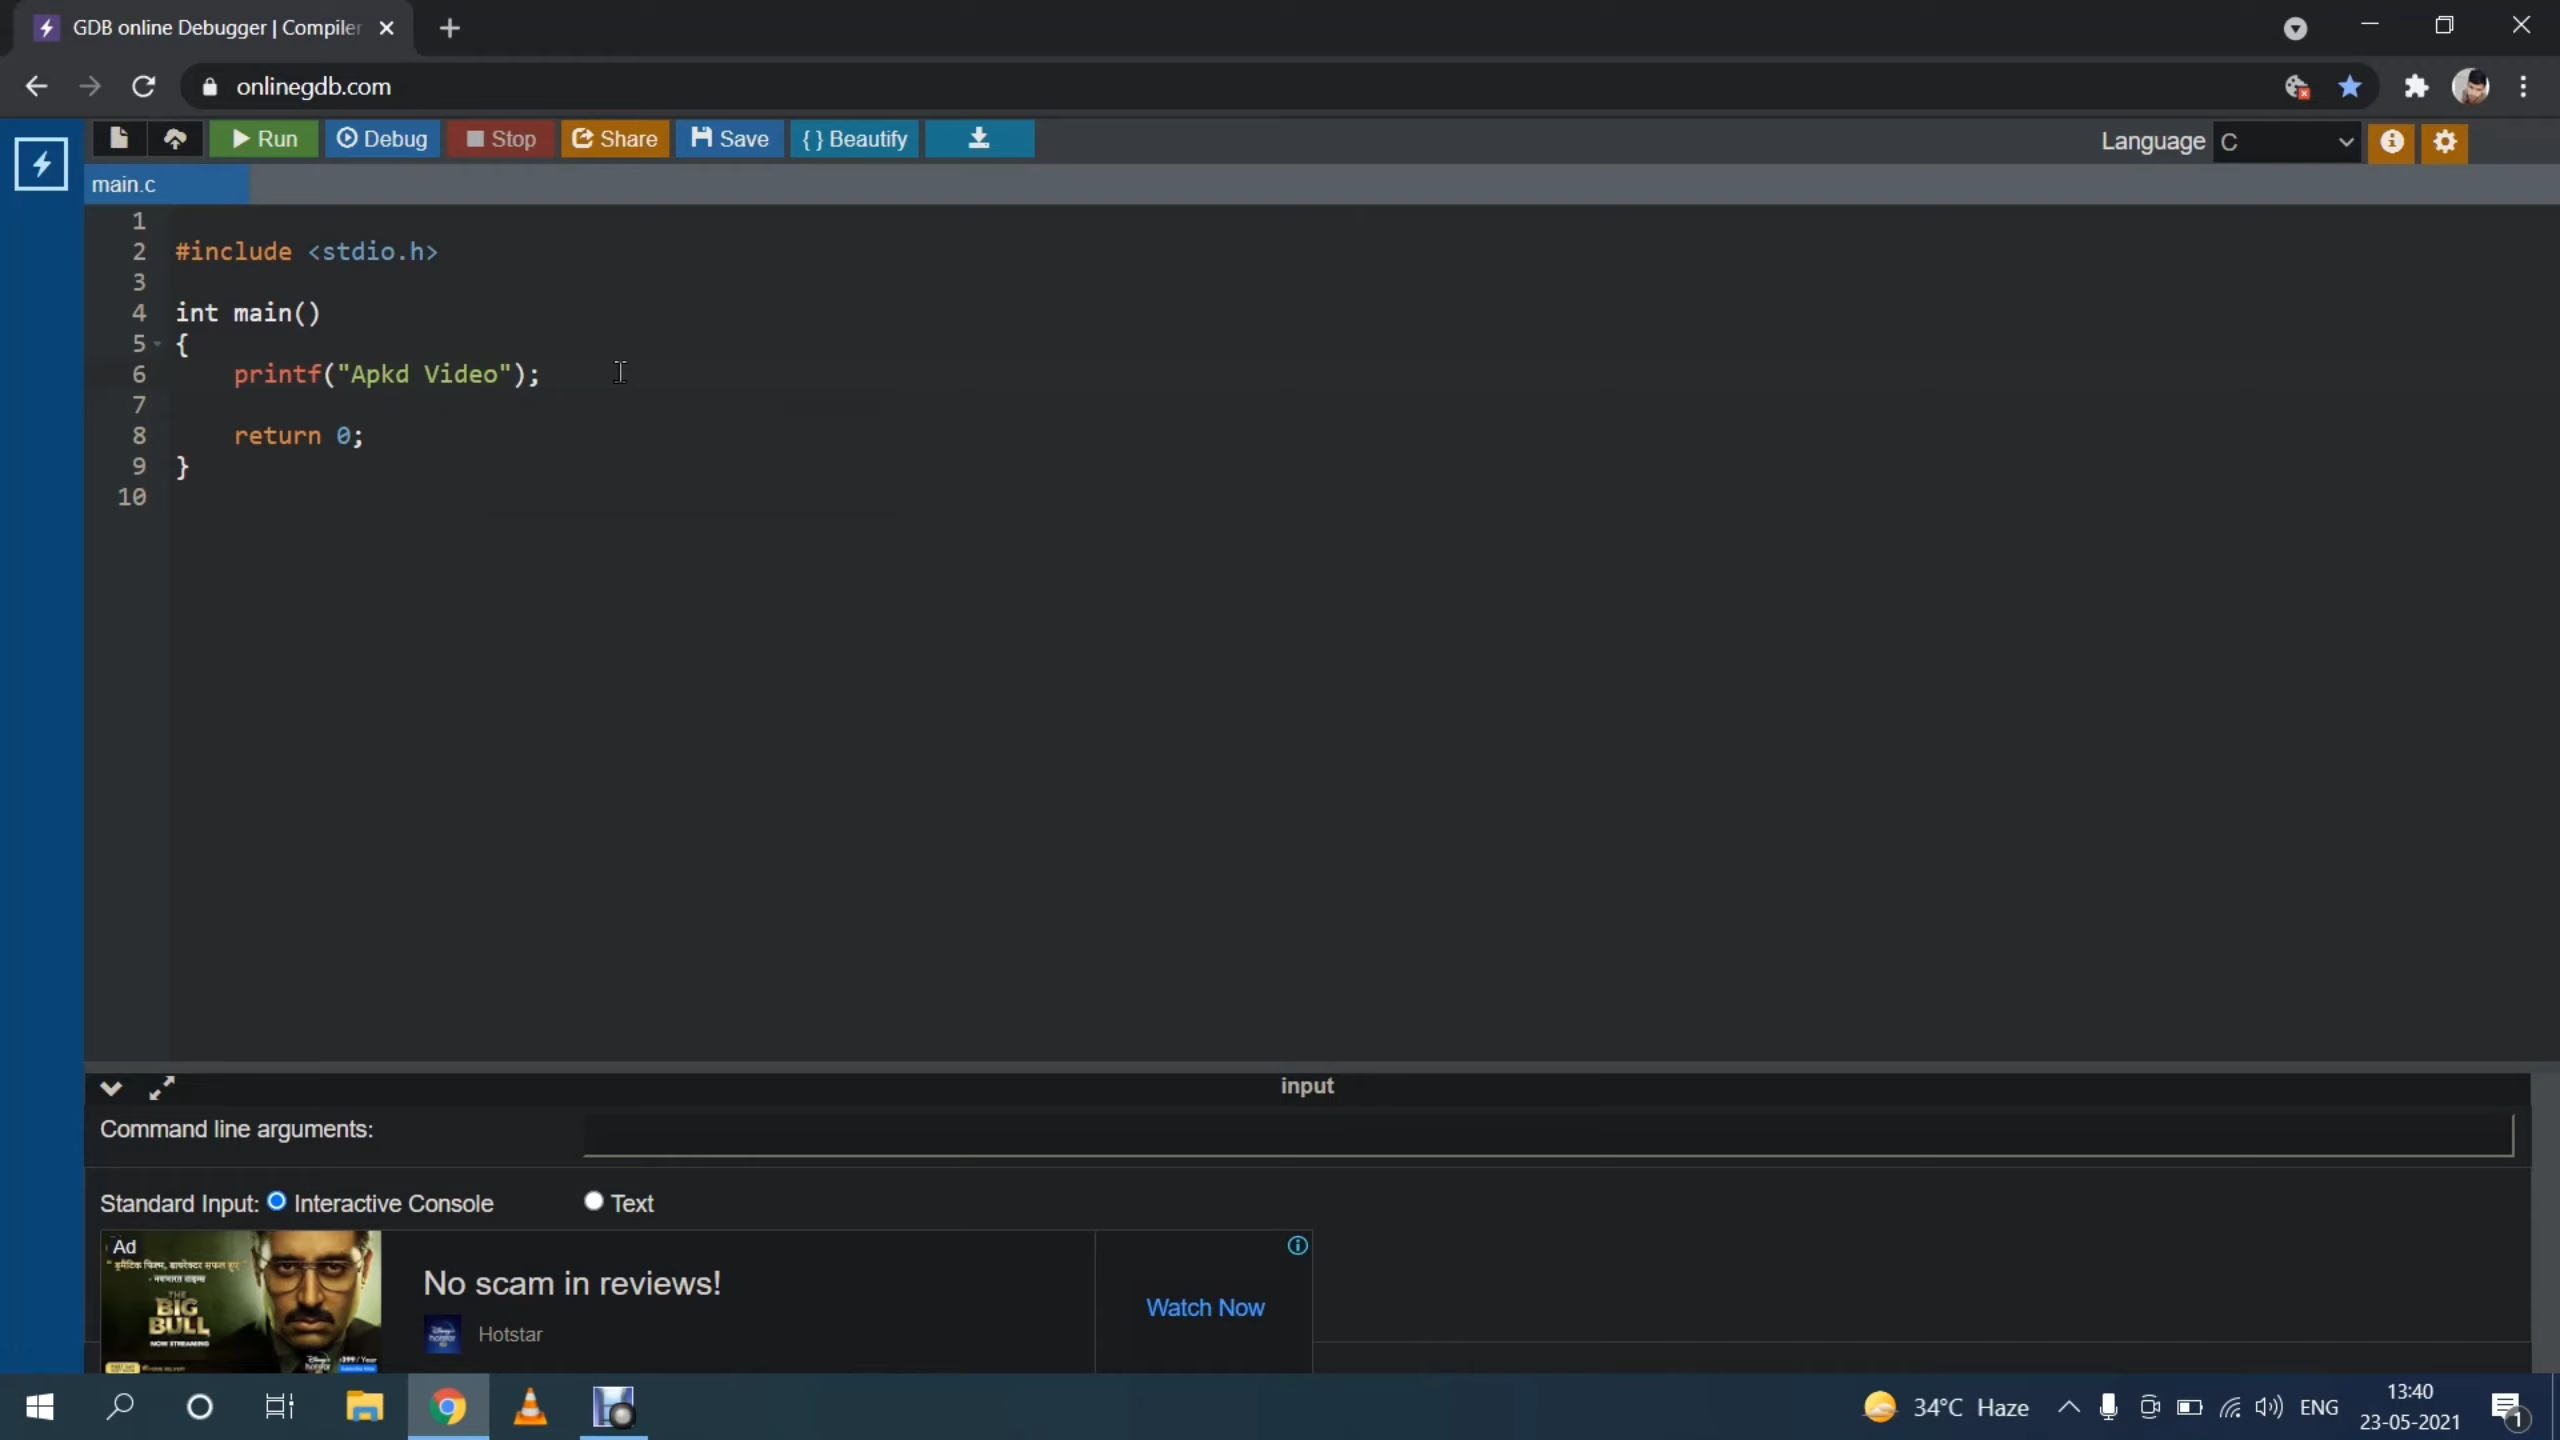 GDB online Debugger | Compiler
onlinegdb.com
Run Debug Stop Share Save { } Beautify Language C
main.c
1
2 #include <stdio.h>
3
4 int main()
5 {
6 printf("Apkd Video");
7
8 return 0;
9 }
10
input
Command line arguments:
Standard Input: Interactive Console Text
Ad
THE
BIG
BULL
NOW STREAMING
No scam in reviews!
Hotstar
Watch Now
34°C Haze
ENG
13:40
23-05-2021
1